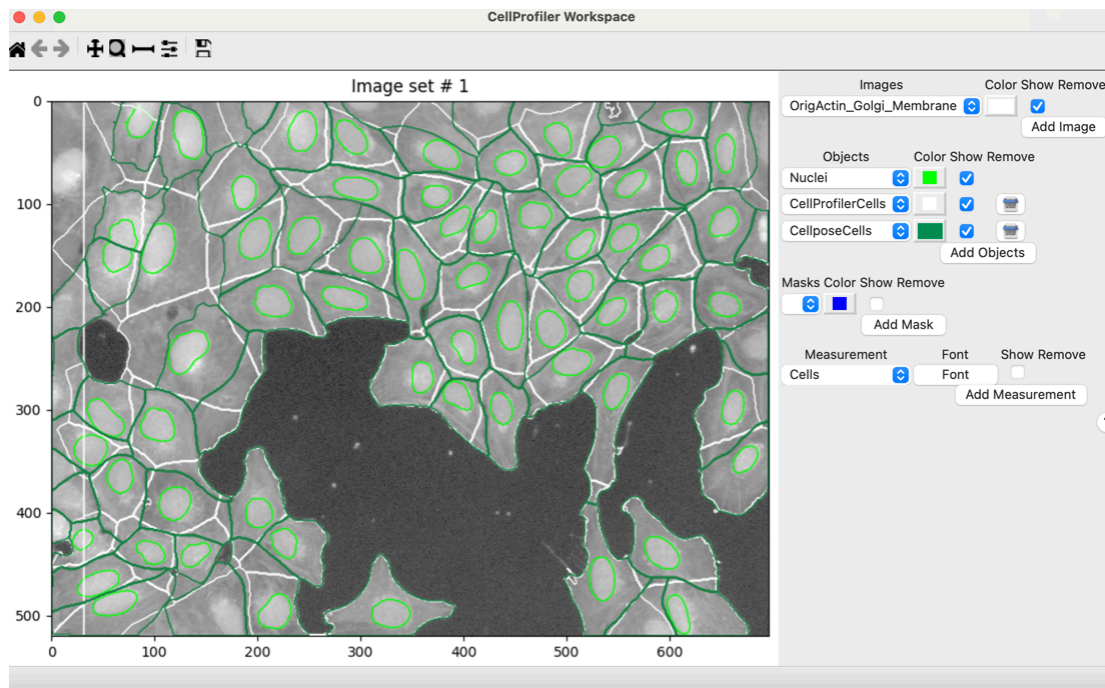 CellProfiler Workspace
Image set # 1
0
100
200
300
400
500
0 100 200 300 400 500 600
Images Color Show Remove
OrigActin_Golgi_Membrane
Add Image
Objects Color Show Remove
Nuclei
CellProfilerCells
CellposeCells
Add Objects
Masks Color Show Remove
Add Mask
Measurement Font Show Remove
Cells Font
Add Measurement